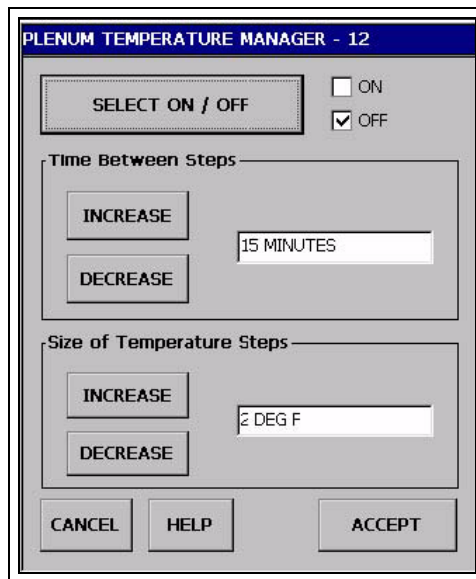 PLENUM TEMPERATURE MANAGER - 12
SELECT ON / OFF
ON
OFF
Time Between Steps
INCREASE
15 MINUTES
DECREASE
Size of Temperature Steps
INCREASE
2 DEG F
DECREASE
CANCEL HELP ACCEPT